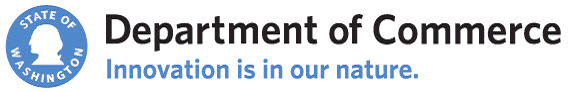 STATE OF
WASHINGTON
Department of Commerce
Innovation is in our nature.